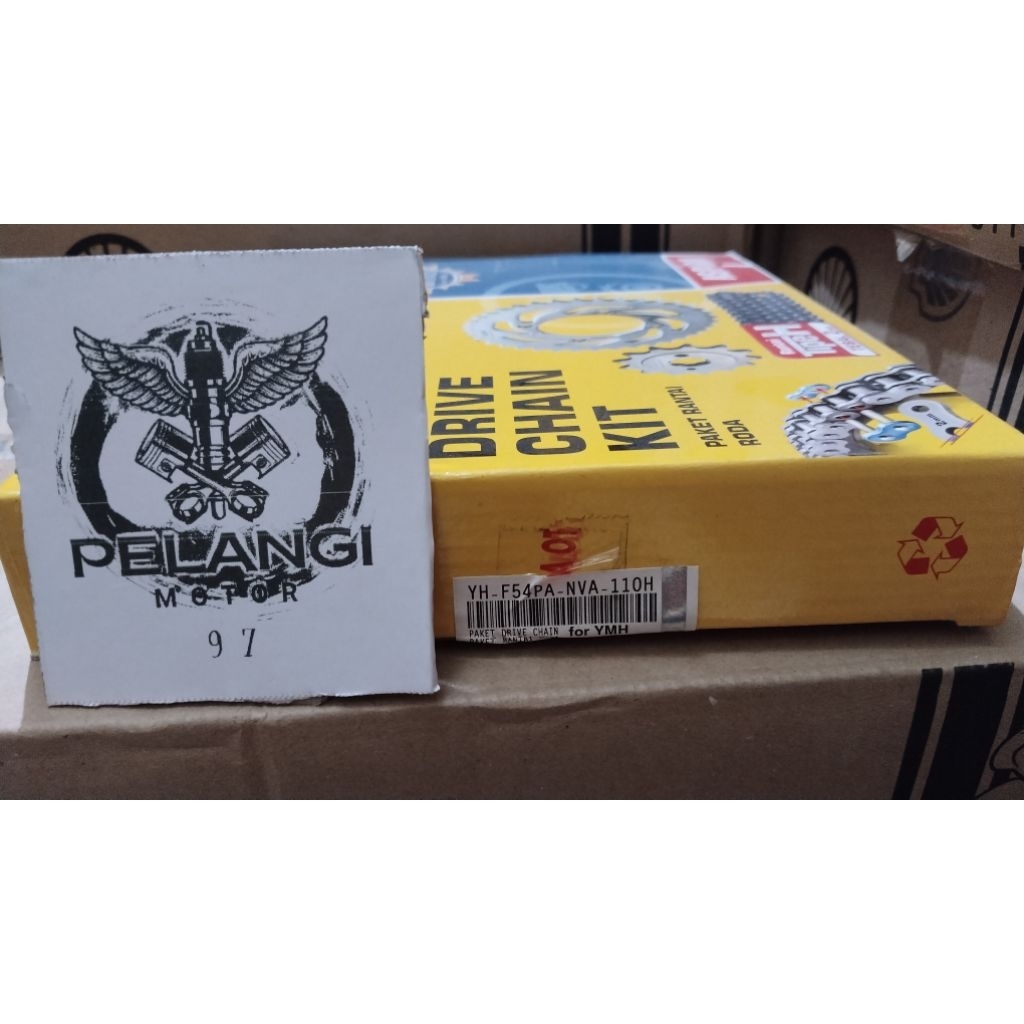 PELANGI
MOTOR
97
DRIVE
CHAIN
KIT
PAKET RANTAI
RODA
YH-F54PA-NVA-110H
PAKET DRIVE CHAIN for YMH